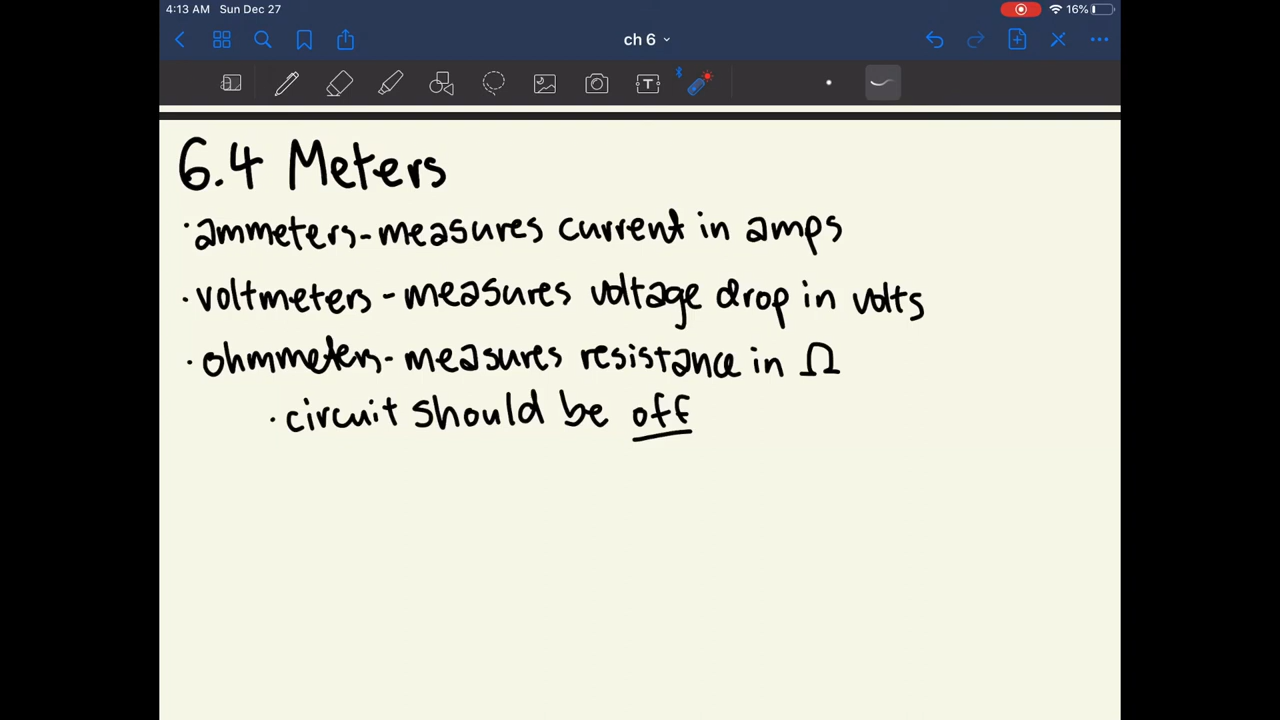 4:13 AM Sun Dec 27 16%
ch 6
T
6.4 Meters
· ammeters - measures current in amps
· voltmeters - measures voltage drop in volts
· ohmmeters - measures resistance in Ω
· circuit should be off